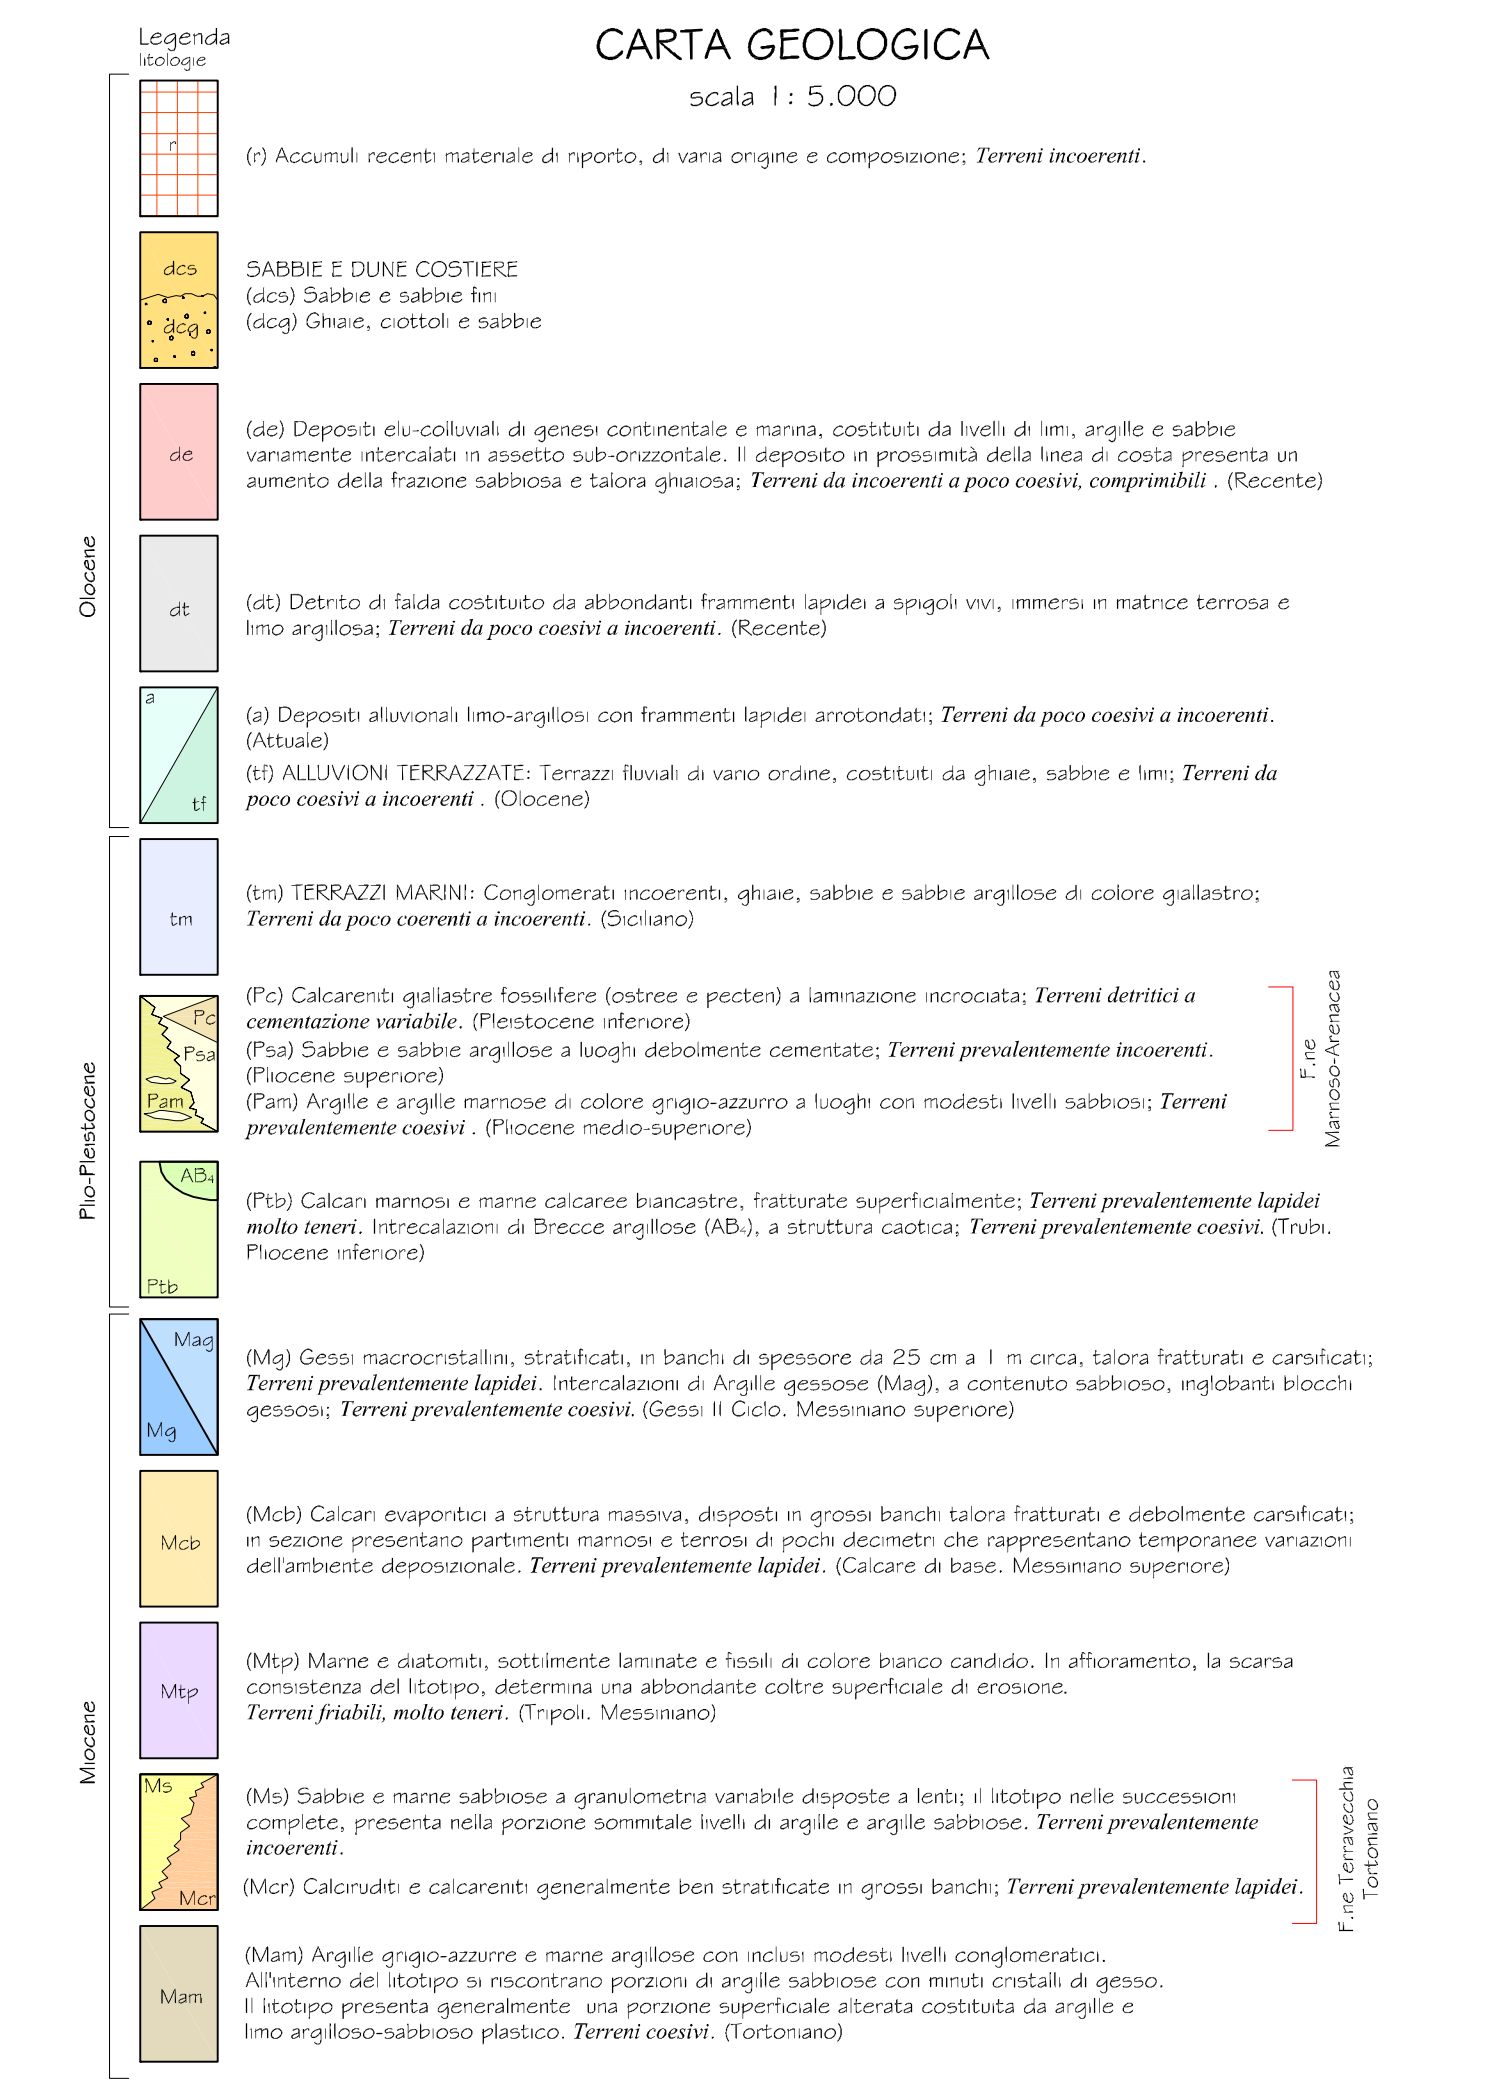 Legenda
litologie
CARTA GEOLOGICA
scala 1: 5.000
Olocene
r
(r) Accumuli recenti materiale di riporto, di varia origine e composizione; Terreni incoerenti.
dcs
dcg
SABBIE E DUNE COSTIERE
(dcs) Sabbie e sabbie fini
(dcg) Ghiaie, ciottoli e sabbie
de
(de) Depositi elu-colluviali di genesi continentale e marina, costituiti da livelli di limi, argille e sabbie
variamente intercalati in assetto sub-orizzontale. Il deposito in prossimità della linea di costa presenta un
aumento della frazione sabbiosa e talora ghiaiosa; Terreni da incoerenti a poco coesivi, comprimibili . (Recente)
dt
(dt) Detrito di falda costituito da abbondanti frammenti lapidei a spigoli vivi, immersi in matrice terrosa e
limo argillosa; Terreni da poco coesivi a incoerenti. (Recente)
a
tf
(a) Depositi alluvionali limo-argillosi con frammenti lapidei arrotondati; Terreni da poco coesivi a incoerenti.
(Attuale)
(tf) ALLUVIONI TERRAZZATE: Terrazzi fluviali di vario ordine, costituiti da ghiaie, sabbie e limi; Terreni da
poco coesivi a incoerenti . (Olocene)
Plio-Pleistocene
tm
(tm) TERRAZZI MARINI: Conglomerati incoerenti, ghiaie, sabbie e sabbie argillose di colore giallastro;
Terreni da poco coerenti a incoerenti. (Siciliano)
Pc
Psa
Pam
(Pc) Calcareniti giallastre fossilifere (ostree e pecten) a laminazione incrociata; Terreni detritici a
cementazione variabile. (Pleistocene inferiore)
(Psa) Sabbie e sabbie argillose a luoghi debolmente cementate; Terreni prevalentemente incoerenti.
(Pliocene superiore)
(Pam) Argille e argille marnose di colore grigio-azzurro a luoghi con modesti livelli sabbiosi; Terreni
prevalentemente coesivi . (Pliocene medio-superiore)
F.ne
Marnoso-Arenacea
AB4
Ptb
(Ptb) Calcari marnosi e marne calcaree biancastre, fratturate superficialmente; Terreni prevalentemente lapidei
molto teneri. Intrecalazioni di Brecce argillose (AB4), a struttura caotica; Terreni prevalentemente coesivi. (Trubi.
Pliocene inferiore)
Miocene
Mag
Mg
(Mg) Gessi macrocristallini, stratificati, in banchi di spessore da 25 cm a 1 m circa, talora fratturati e carsificati;
Terreni prevalentemente lapidei. Intercalazioni di Argille gessose (Mag), a contenuto sabbioso, inglobanti blocchi
gessosi; Terreni prevalentemente coesivi. (Gessi II Ciclo. Messiniano superiore)
Mcb
(Mcb) Calcari evaporitici a struttura massiva, disposti in grossi banchi talora fratturati e debolmente carsificati;
in sezione presentano partimenti marnosi e terrosi di pochi decimetri che rappresentano temporanee variazioni
dell'ambiente deposizionale. Terreni prevalentemente lapidei. (Calcare di base. Messiniano superiore)
Mtp
(Mtp) Marne e diatomiti, sottilmente laminate e fissili di colore bianco candido. In affioramento, la scarsa
consistenza del litotipo, determina una abbondante coltre superficiale di erosione.
Terreni friabili, molto teneri. (Tripoli. Messiniano)
Ms
Mcr
(Ms) Sabbie e marne sabbiose a granulometria variabile disposte a lenti; il litotipo nelle successioni
complete, presenta nella porzione sommitale livelli di argille e argille sabbiose. Terreni prevalentemente
incoerenti.
(Mcr) Calciruditi e calcareniti generalmente ben stratificate in grossi banchi; Terreni prevalentemente lapidei.
F.ne Terravecchia
Tortoniano
Mam
(Mam) Argille grigio-azzurre e marne argillose con inclusi modesti livelli conglomeratici.
All'interno del litotipo si riscontrano porzioni di argille sabbiose con minuti cristalli di gesso.
Il litotipo presenta generalmente una porzione superficiale alterata costituita da argille e
limo argilloso-sabbioso plastico. Terreni coesivi. (Tortoniano)